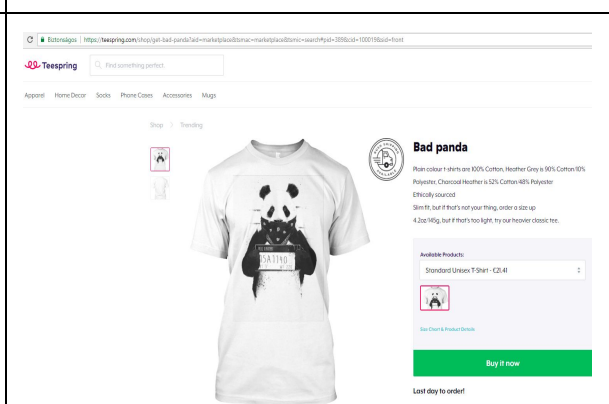 Biztonságos | https://teespring.com/shop/get-bad-panda?aid=marketplace&tsmac=marketplace&tsmic=search#pid=389&cid=100019&sid=front
Teespring
Find something perfect
Apparel Home Decor Socks Phone Cases Accessories Mugs
Shop > Trending
Bad panda
Plain colour t-shirts are 100% Cotton, Heather Grey is 90% Cotton/10%
Polyester, Charcoal Heather is 52% Cotton/48% Polyester
Ethically sourced
Slim fit, but if that's not your thing, order a size up
4.2oz/145g, but if that's too light, try our heavier classic tee.
Available Products:
Standard Unisex T-Shirt - £21.41
Size Chart & Product Details
Buy it now
Last day to order!